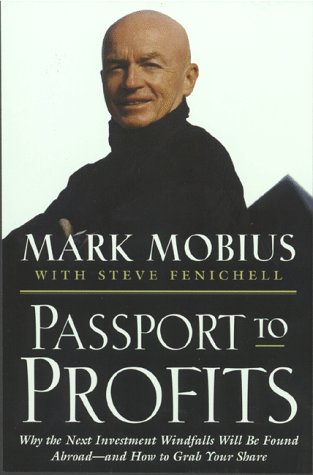 MARK MOBIUS
WITH STEVE FENICHELL
PASSPORT TO
PROFITS
Why the Next Investment Windfalls Will Be Found
Abroad—and How to Grab Your Share